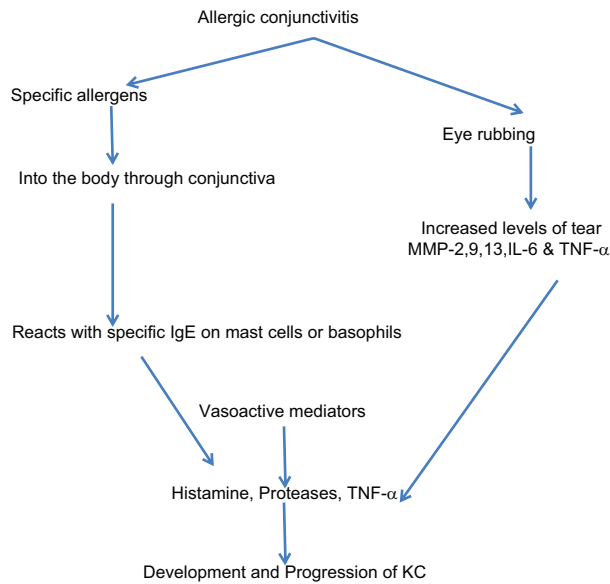 Allergic conjunctivitis
Specific allergens
Eye rubbing
Into the body through conjunctiva
Increased levels of tear
MMP-2,9,13,IL-6 & TNF-α
Reacts with specific IgE on mast cells or basophils
Vasoactive mediators
Histamine, Proteases, TNF-α
Development and Progression of KC